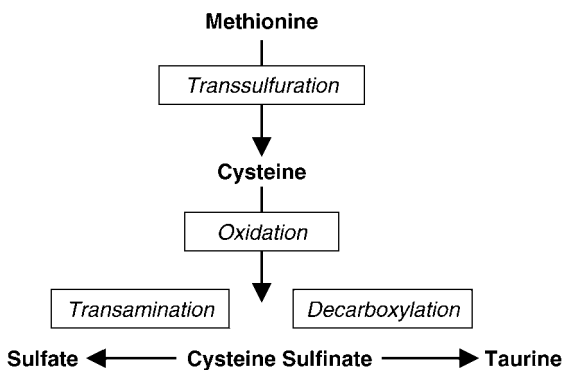 Methionine
Transsulfuration
Cysteine
Oxidation
Transamination Decarboxylation
Sulfate Cysteine Sulfinate Taurine